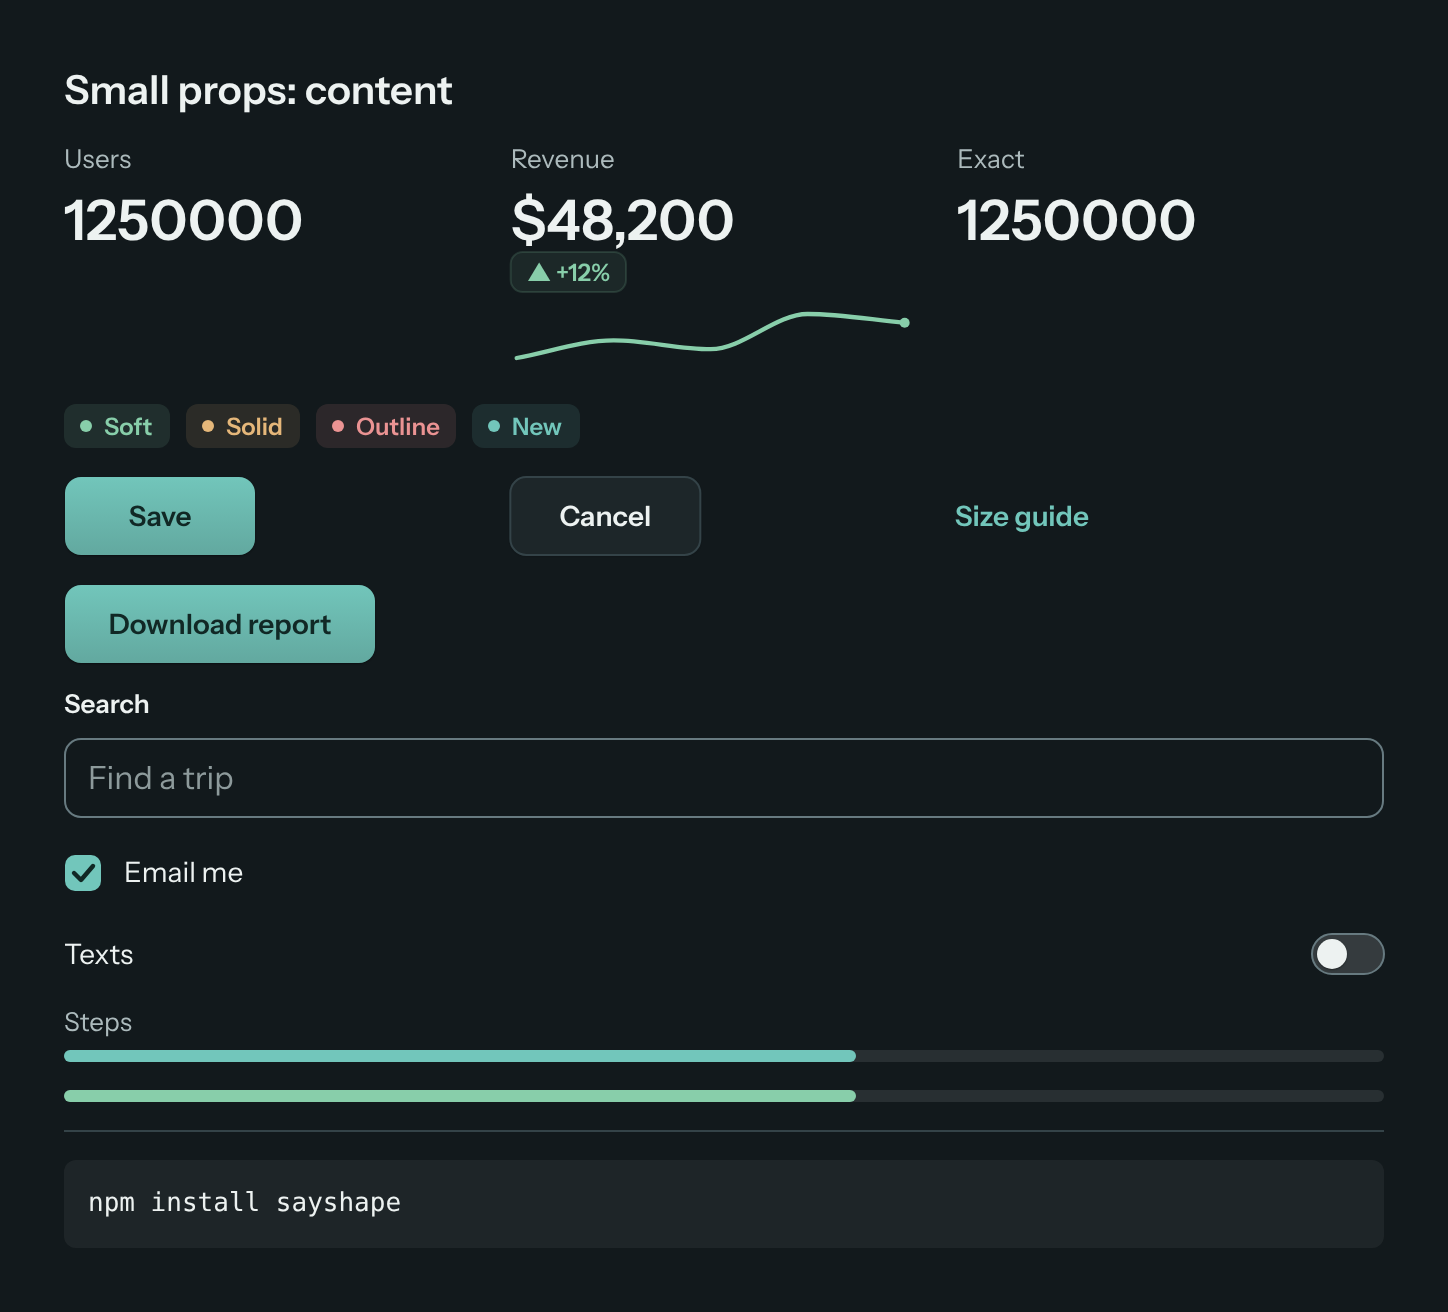 Small props: content
Users Revenue Exact
1250000 $48,200 1250000
+12%
Soft Solid Outline New
Save Cancel Size guide
Download report
Search
Find a trip
Email me
Texts
Steps
npm install sayshape